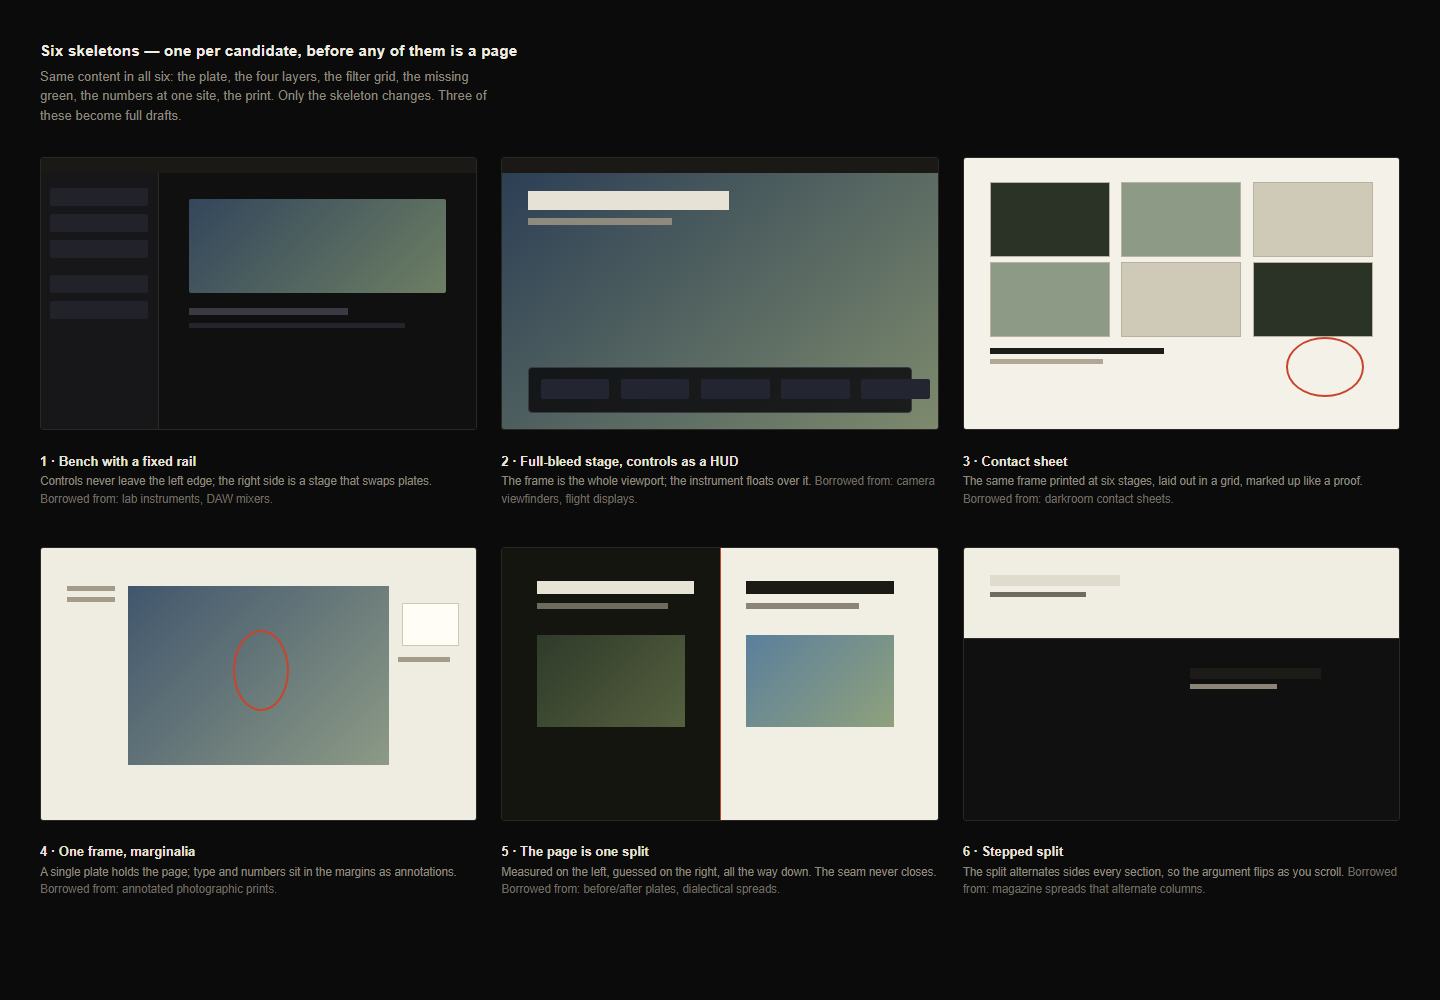 Six skeletons — one per candidate, before any of them is a page
Same content in all six: the plate, the four layers, the filter grid, the missing
green, the numbers at one site, the print. Only the skeleton changes. Three of
these become full drafts.
1 · Bench with a fixed rail
Controls never leave the left edge; the right side is a stage that swaps plates.
Borrowed from: lab instruments, DAW mixers.
2 · Full-bleed stage, controls as a HUD
The frame is the whole viewport; the instrument floats over it. Borrowed from: camera
viewfinders, flight displays.
3 · Contact sheet
The same frame printed at six stages, laid out in a grid, marked up like a proof.
Borrowed from: darkroom contact sheets.
4 · One frame, marginalia
A single plate holds the page; type and numbers sit in the margins as annotations.
Borrowed from: annotated photographic prints.
5 · The page is one split
Measured on the left, guessed on the right, all the way down. The seam never closes.
Borrowed from: before/after plates, dialectical spreads.
6 · Stepped split
The split alternates sides every section, so the argument flips as you scroll. Borrowed
from: magazine spreads that alternate columns.